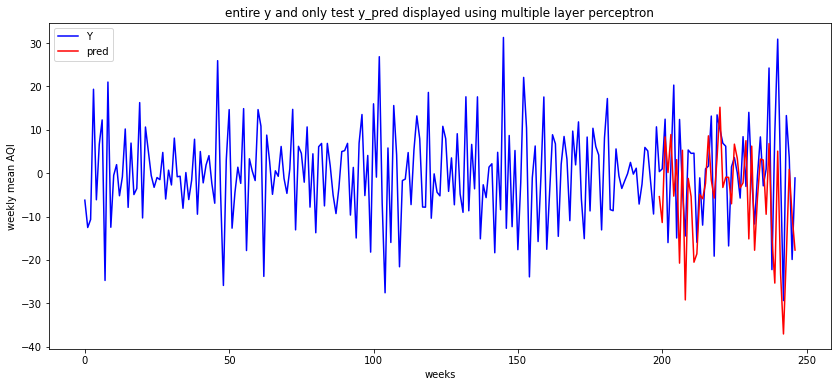 entire y and only test y_pred displayed using multiple layer perceptron
Y
pred
30
20
10
0
−10
−20
−30
−40
weekly mean AQI
0
50
100
150
200
250
weeks